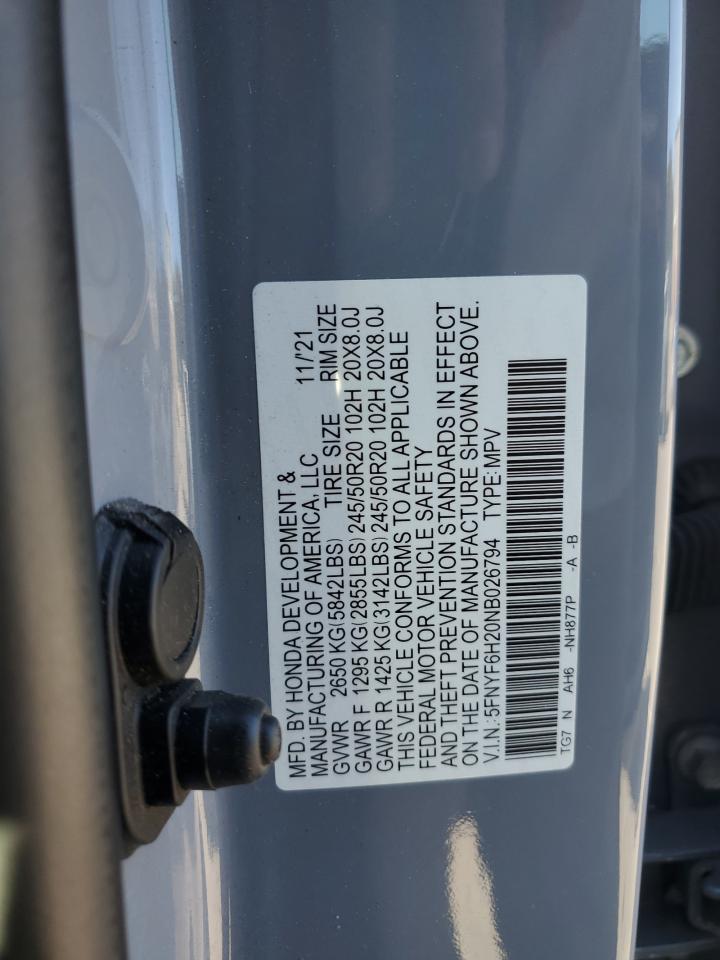 MFD. BY HONDA DEVELOPMENT &
MANUFACTURING OF AMERICA, LLC 11/'21
GVWR 2650 KG(5842LBS) TIRE SIZE RIM SIZE
GAWR F 1295 KG(2855LBS) 245/50R20 102H 20X8.0J
GAWR R 1425 KG(3142LBS) 245/50R20 102H 20X8.0J
THIS VEHICLE CONFORMS TO ALL APPLICABLE
FEDERAL MOTOR VEHICLE SAFETY
AND THEFT PREVENTION STANDARDS IN EFFECT
ON THE DATE OF MANUFACTURE SHOWN ABOVE.
V.I.N.:5FNYF6H20NB026794 TYPE:MPV
TG7 N AH6 -NH877P -A -B